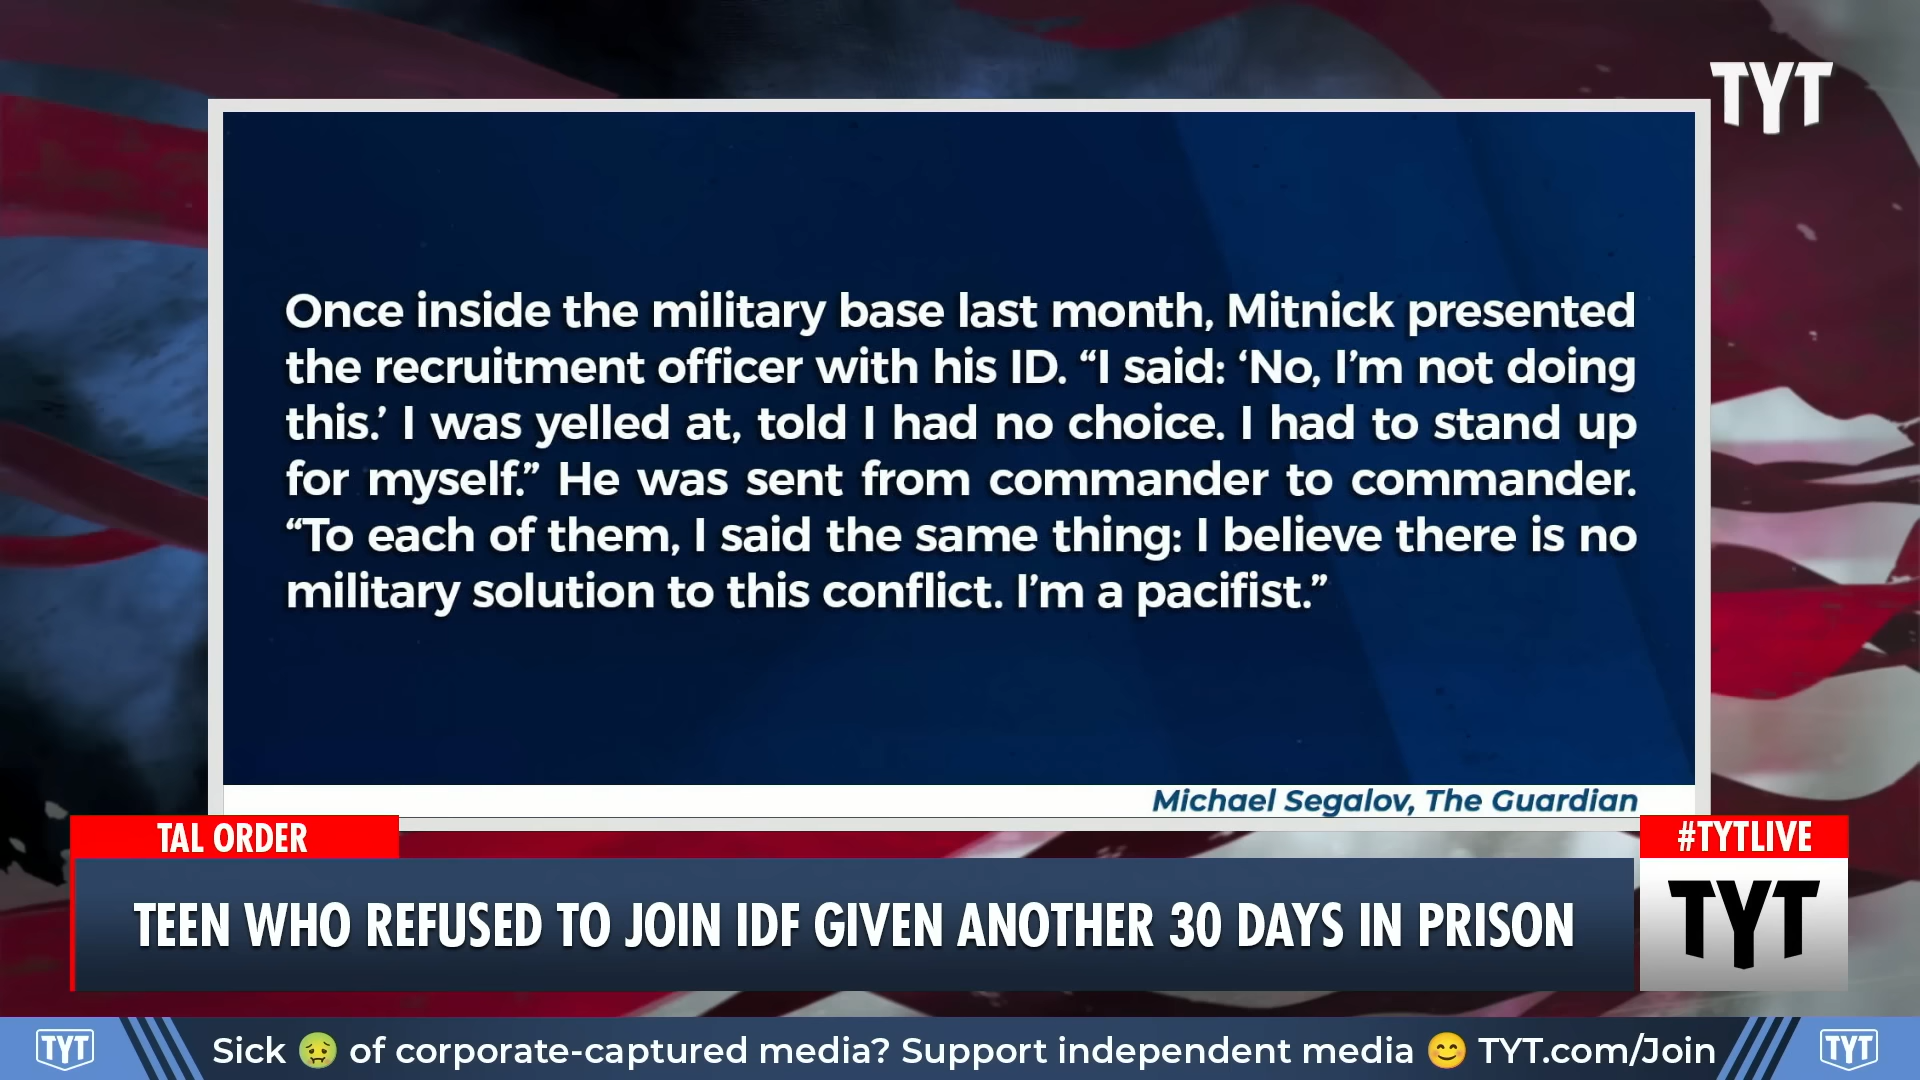 TYT
Once inside the military base last month, Mitnick presented
the recruitment officer with his ID. “I said: ‘No, I’m not doing
this.’ I was yelled at, told I had no choice. I had to stand up
for myself.” He was sent from commander to commander.
“To each of them, I said the same thing: I believe there is no
military solution to this conflict. I’m a pacifist.”
Michael Segalov, The Guardian
TAL ORDER
#TYTLIVE
TEEN WHO REFUSED TO JOIN IDF GIVEN ANOTHER 30 DAYS IN PRISON
TYT
TYT
Sick 🤢 of corporate-captured media? Support independent media 😊 TYT.com/Join
TYT